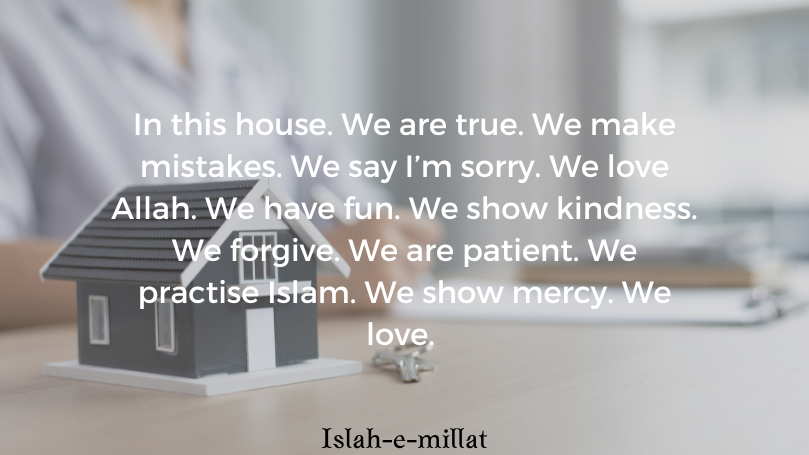 In this house. We are true. We make
mistakes. We say I’m sorry. We love
Allah. We have fun. We show kindness.
We forgive. We are patient. We
practise Islam. We show mercy. We
love.
Islah-e-millat